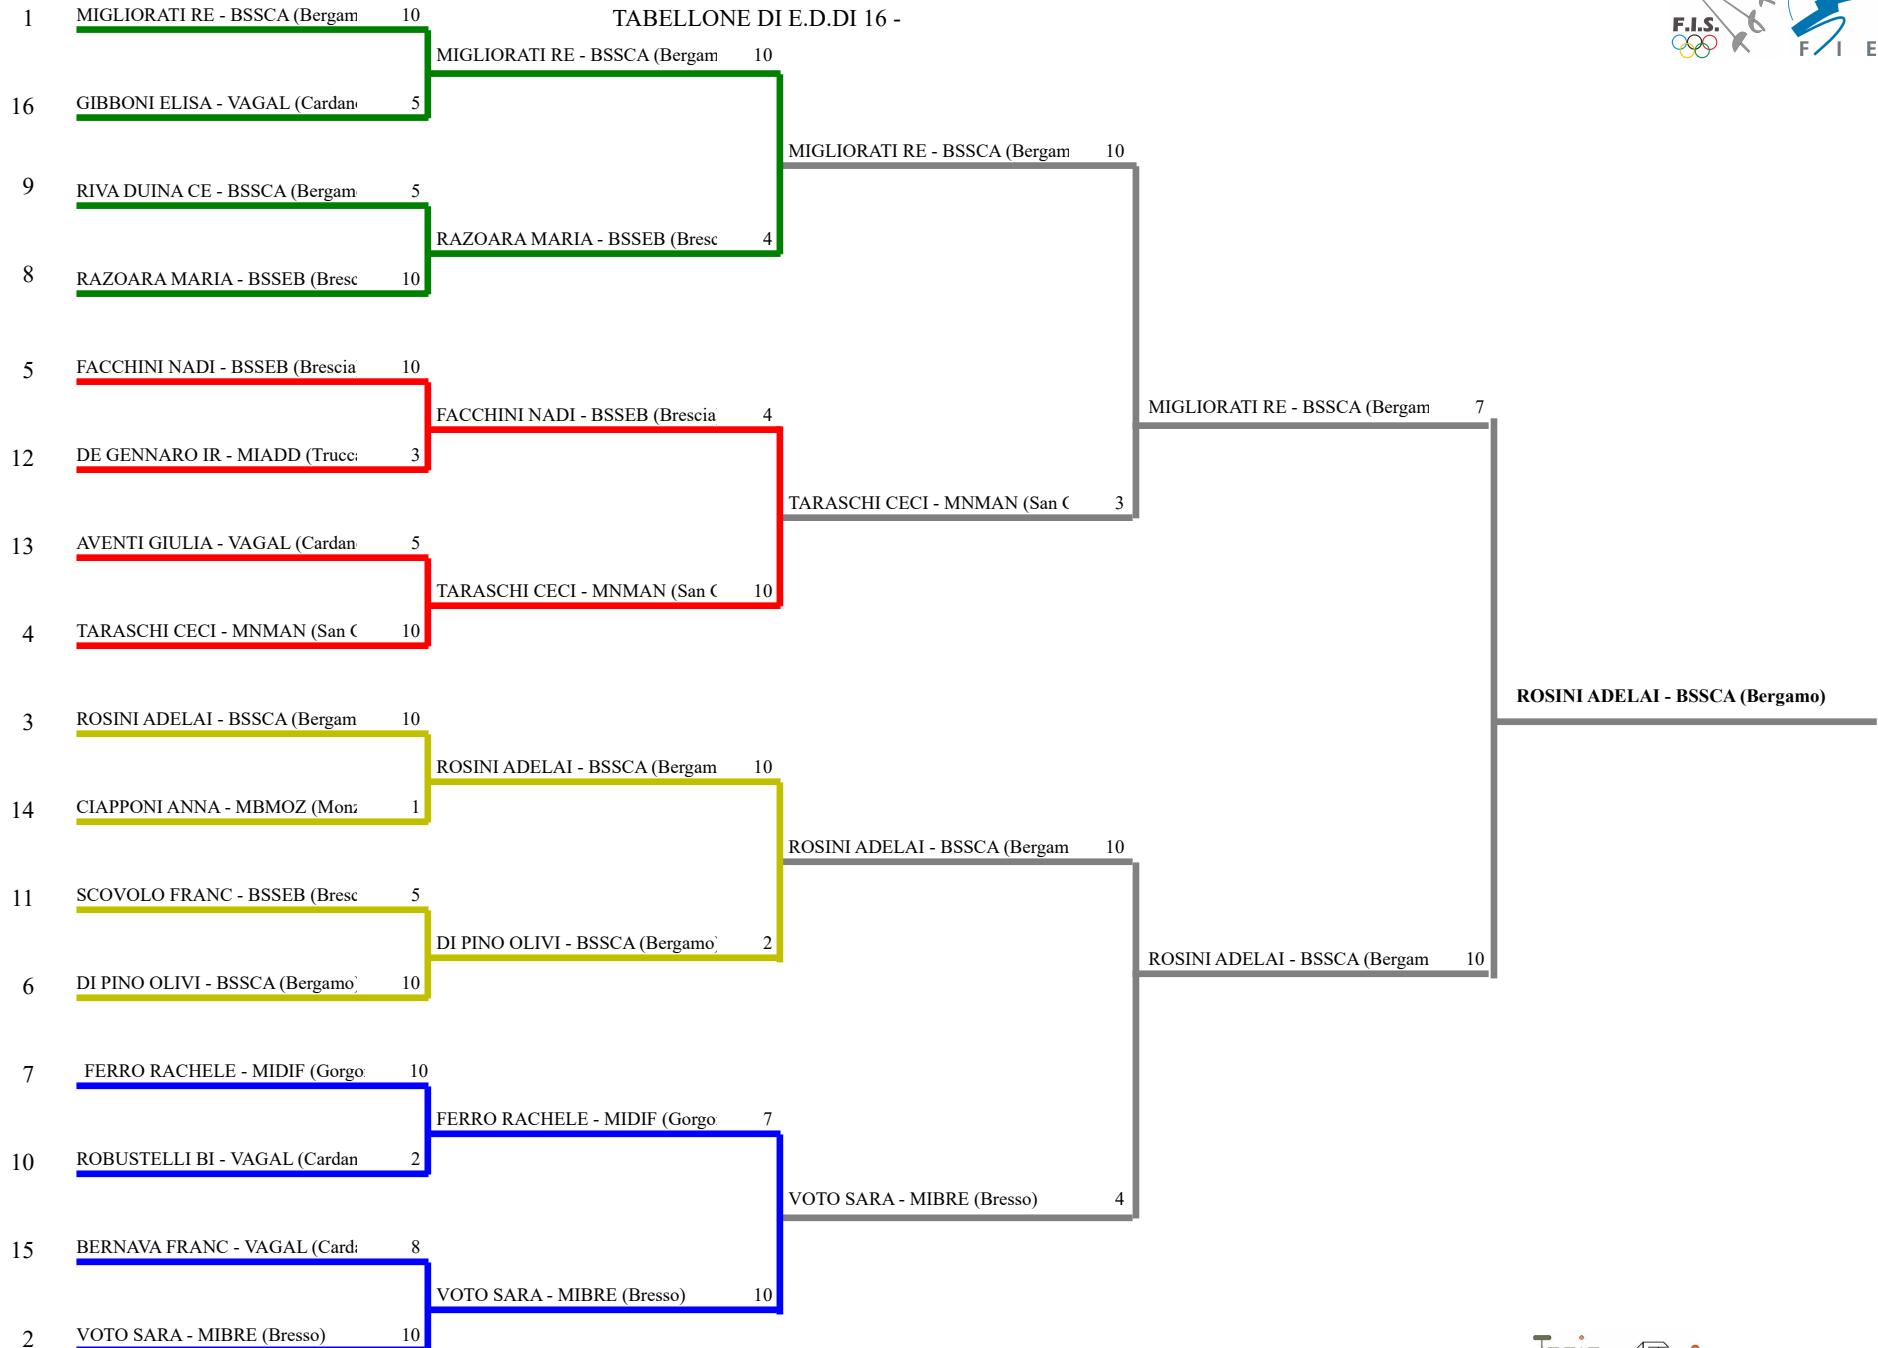 TABELLONE DI E.D.DI 16 -
F.I.S.
F I E
1 MIGLIORATI RE - BSSCA (Bergam 10
16 GIBBONI ELISA - VAGAL (Cardan 5
9 RIVA DUINA CE - BSSCA (Bergam 5
8 RAZOARA MARIA - BSSEB (Bresc 10
5 FACCHINI NADI - BSSEB (Brescia 10
12 DE GENNARO IR - MIADD (Trucc 3
13 AVENTI GIULIA - VAGAL (Cardan 5
4 TARASCHI CECI - MNMAN (San 10
3 ROSINI ADELAI - BSSCA (Bergam 10
14 CIAPPONI ANNA - MBMOZ (Monz 1
11 SCOVOLO FRANC - BSSEB (Bresc 5
6 DI PINO OLIVI - BSSCA (Bergamo) 10
7 FERRO RACHELE - MIDIF (Gorgo 10
10 ROBUSTELLI BI - VAGAL (Cardan 2
15 BERNAVA FRANC - VAGAL (Card 8
2 VOTO SARA - MIBRE (Bresso) 10
MIGLIORATI RE - BSSCA (Bergam 10
RAZOARA MARIA - BSSEB (Bresc 4
FACCHINI NADI - BSSEB (Brescia 4
TARASCHI CECI - MNMAN (San 10
ROSINI ADELAI - BSSCA (Bergam 10
DI PINO OLIVI - BSSCA (Bergamo) 2
FERRO RACHELE - MIDIF (Gorgo 7
VOTO SARA - MIBRE (Bresso) 10
MIGLIORATI RE - BSSCA (Bergam 10
TARASCHI CECI - MNMAN (San 3
ROSINI ADELAI - BSSCA (Bergam 10
VOTO SARA - MIBRE (Bresso) 4
MIGLIORATI RE - BSSCA (Bergam 7
ROSINI ADELAI - BSSCA (Bergam 10
ROSINI ADELAI - BSSCA (Bergamo)